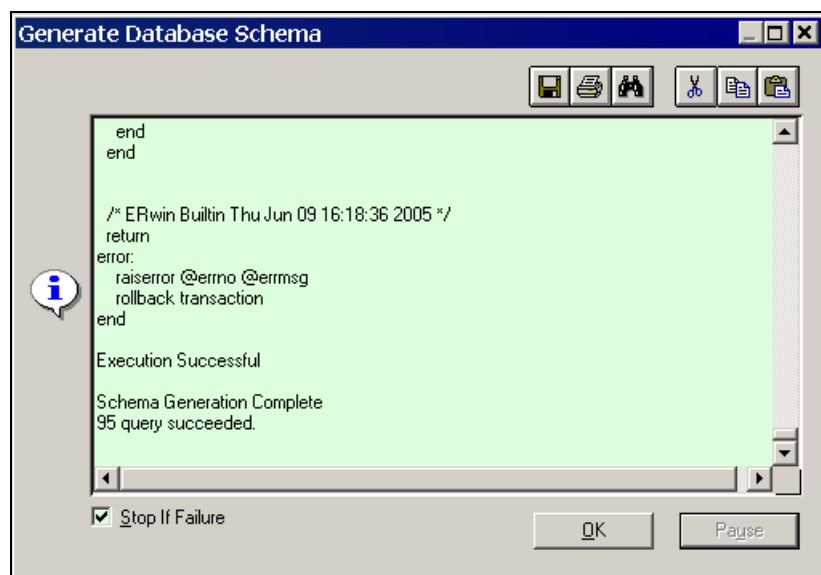 Generate Database Schema
end
end
/* ERwin Builtin Thu Jun 09 16:18:36 2005 */
return
error:
raiserror @errno @errmsg
rollback transaction
end
Execution Successful
Schema Generation Complete
95 query succeeded.
Stop If Failure
OK
Pause